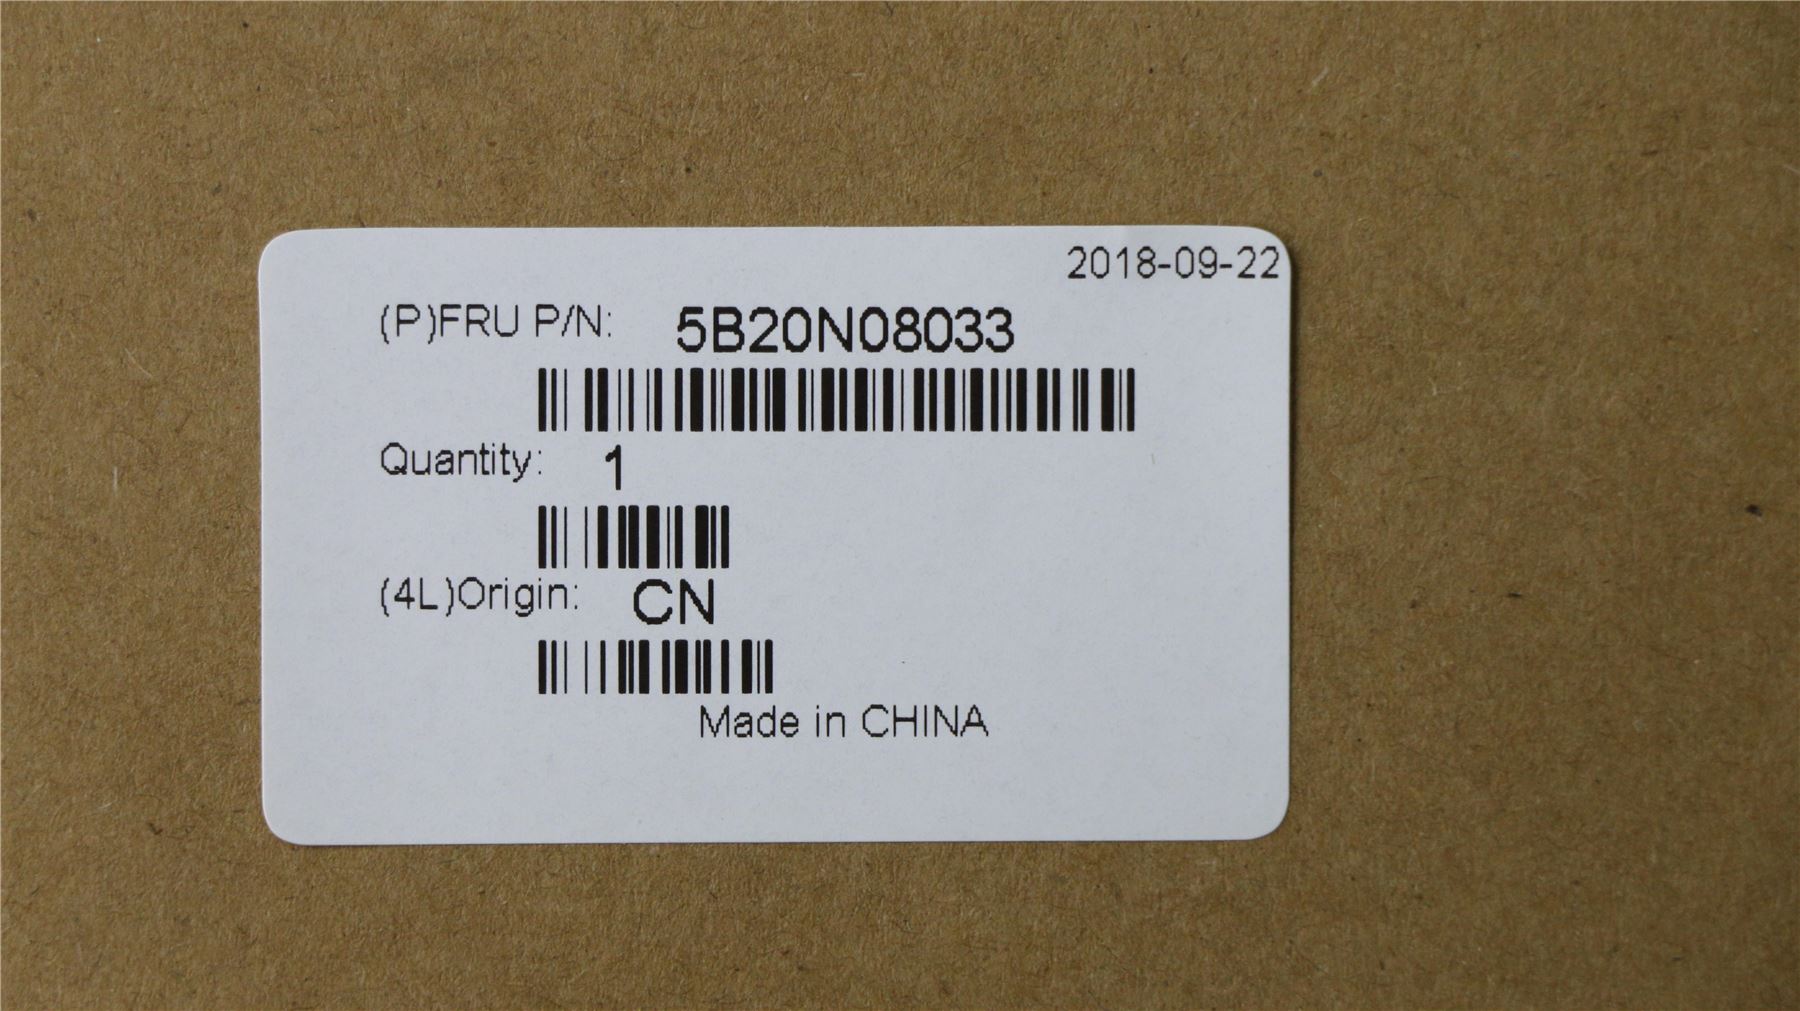 2018-09-22
(P)FRU P/N: 5B20N08033
Quantity: 1
(4L)Origin: CN
Made in CHINA